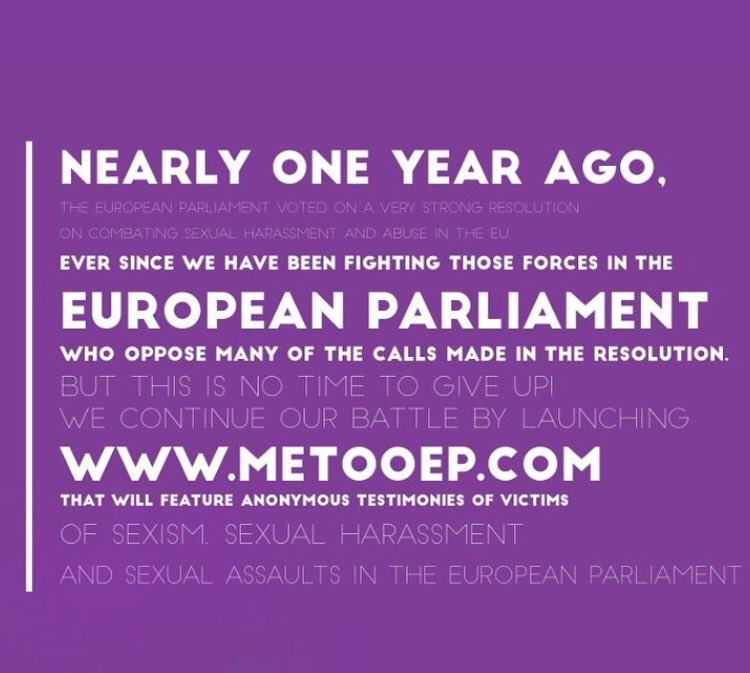 NEARLY ONE YEAR AGO,
THE EUROPEAN PARLIAMENT VOTED ON A VERY STRONG RESOLUTION
ON COMBATING SEXUAL HARASSMENT AND ABUSE IN THE EU
EVER SINCE WE HAVE BEEN FIGHTING THOSE FORCES IN THE
EUROPEAN PARLIAMENT
WHO OPPOSE MANY OF THE CALLS MADE IN THE RESOLUTION.
BUT THIS IS NO TIME TO GIVE UP!
WE CONTINUE OUR BATTLE BY LAUNCHING
WWW.METOOEP.COM
THAT WILL FEATURE ANONYMOUS TESTIMONIES OF VICTIMS
OF SEXISM, SEXUAL HARASSMENT
AND SEXUAL ASSAULTS IN THE EUROPEAN PARLIAMENT